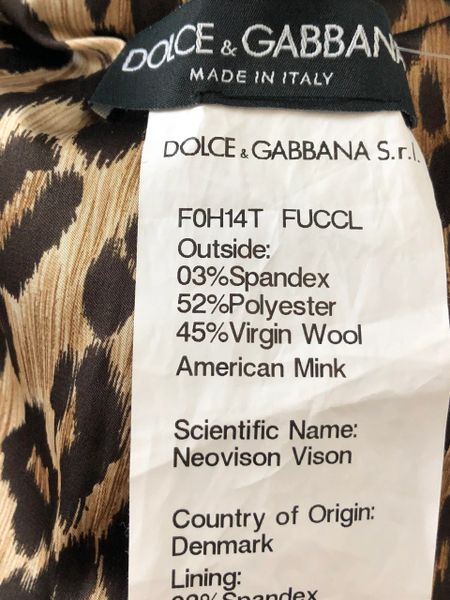 DOLCE & GABBANA
MADE IN ITALY
DOLCE & GABBANA S.r.l.
F0H14T FUCCL
Outside:
03%Spandex
52%Polyester
45%Virgin Wool
American Mink
Scientific Name:
Neovison Vison
Country of Origin:
Denmark
Lining: